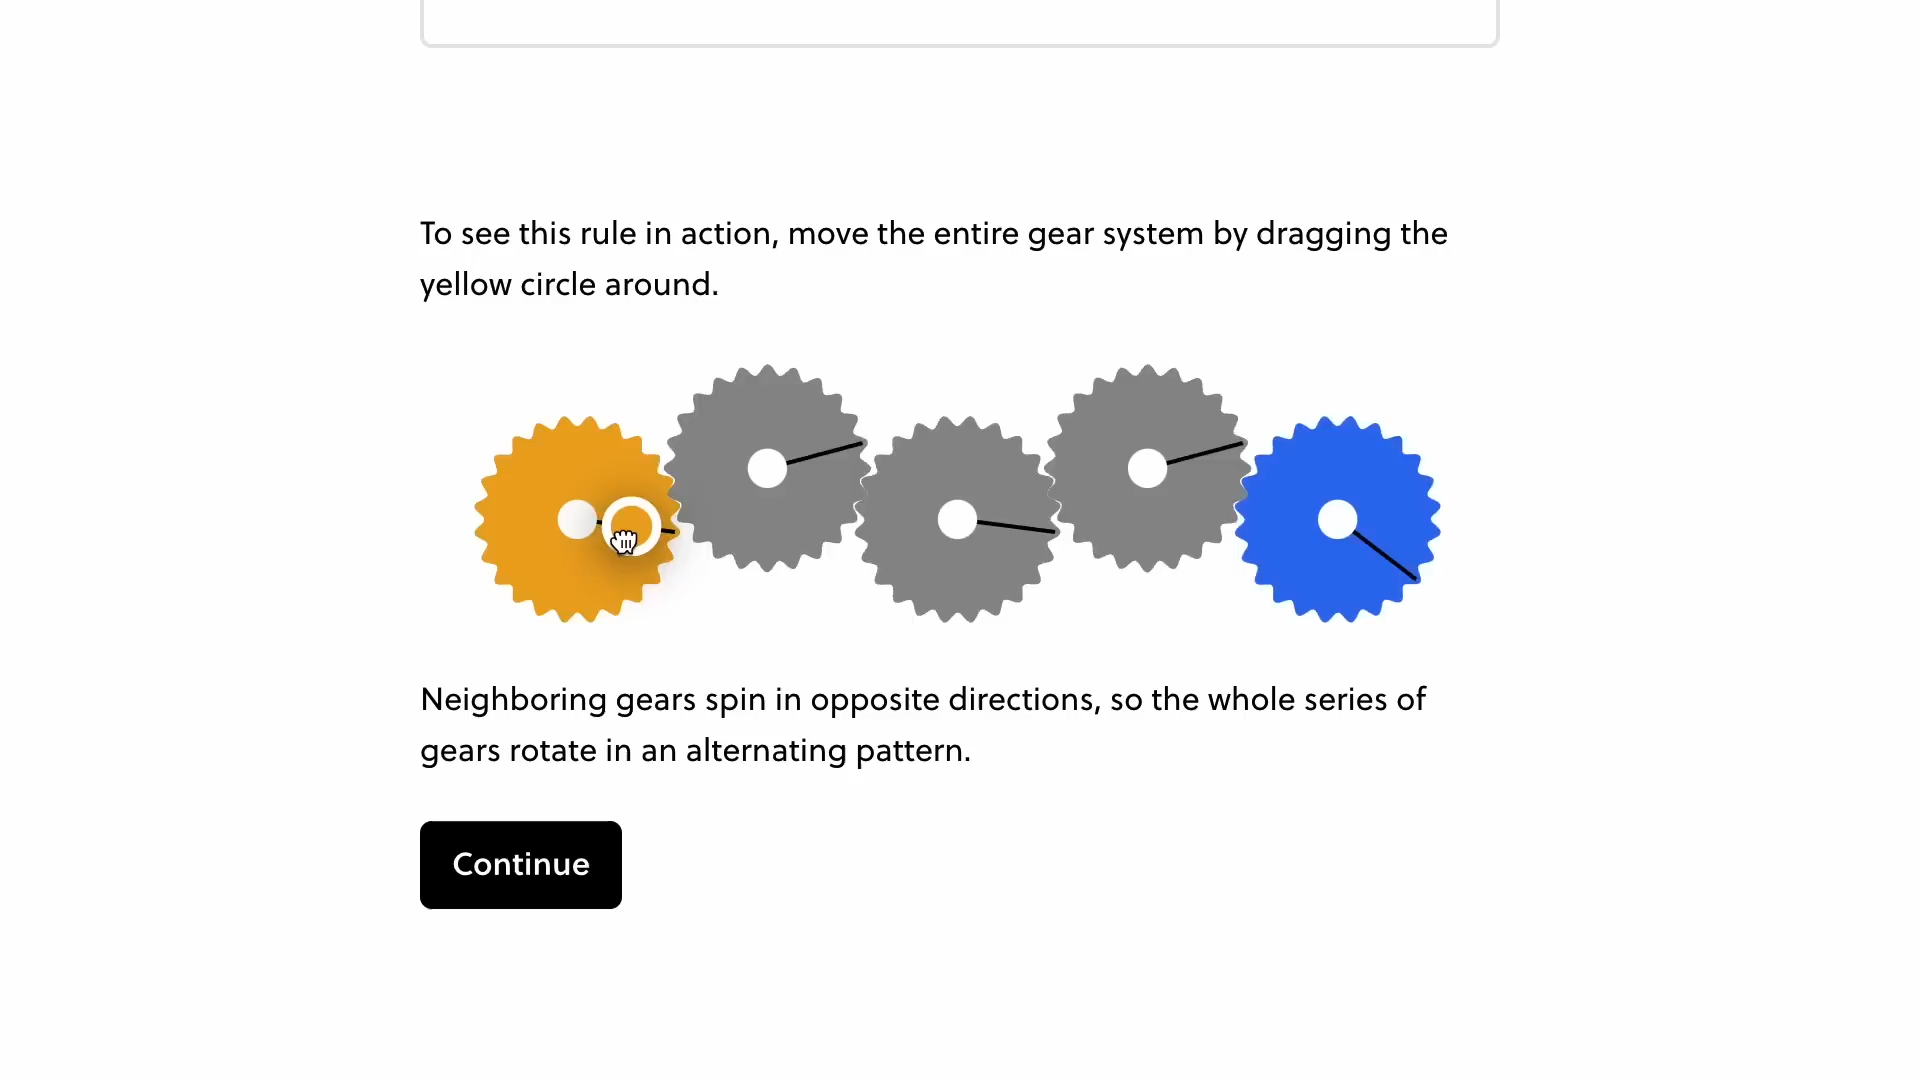 To see this rule in action, move the entire gear system by dragging the
yellow circle around.
Neighboring gears spin in opposite directions, so the whole series of
gears rotate in an alternating pattern.
Continue